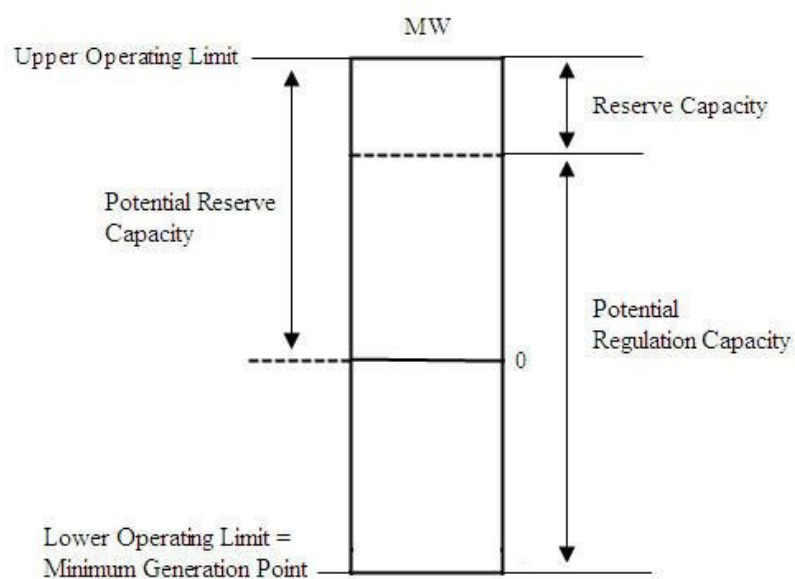 MW
Upper Operating Limit
Reserve Capacity
Potential Reserve
Capacity
Potential
Regulation Capacity
0
Lower Operating Limit =
Minimum Generation Point